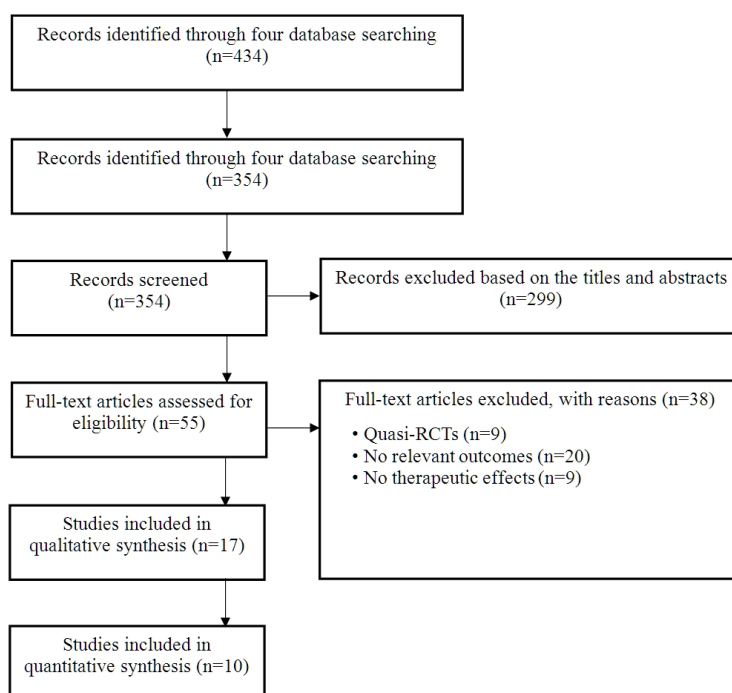 Records identified through four database searching
(n=434)
Records identified through four database searching
(n=354)
Records screened
(n=354)
Records excluded based on the titles and abstracts
(n=299)
Full-text articles assessed for
eligibility (n=55)
Full-text articles excluded, with reasons (n=38)
• Quasi-RCTs (n=9)
• No relevant outcomes (n=20)
• No therapeutic effects (n=9)
Studies included in
qualitative synthesis (n=17)
Studies included in
quantitative synthesis (n=10)